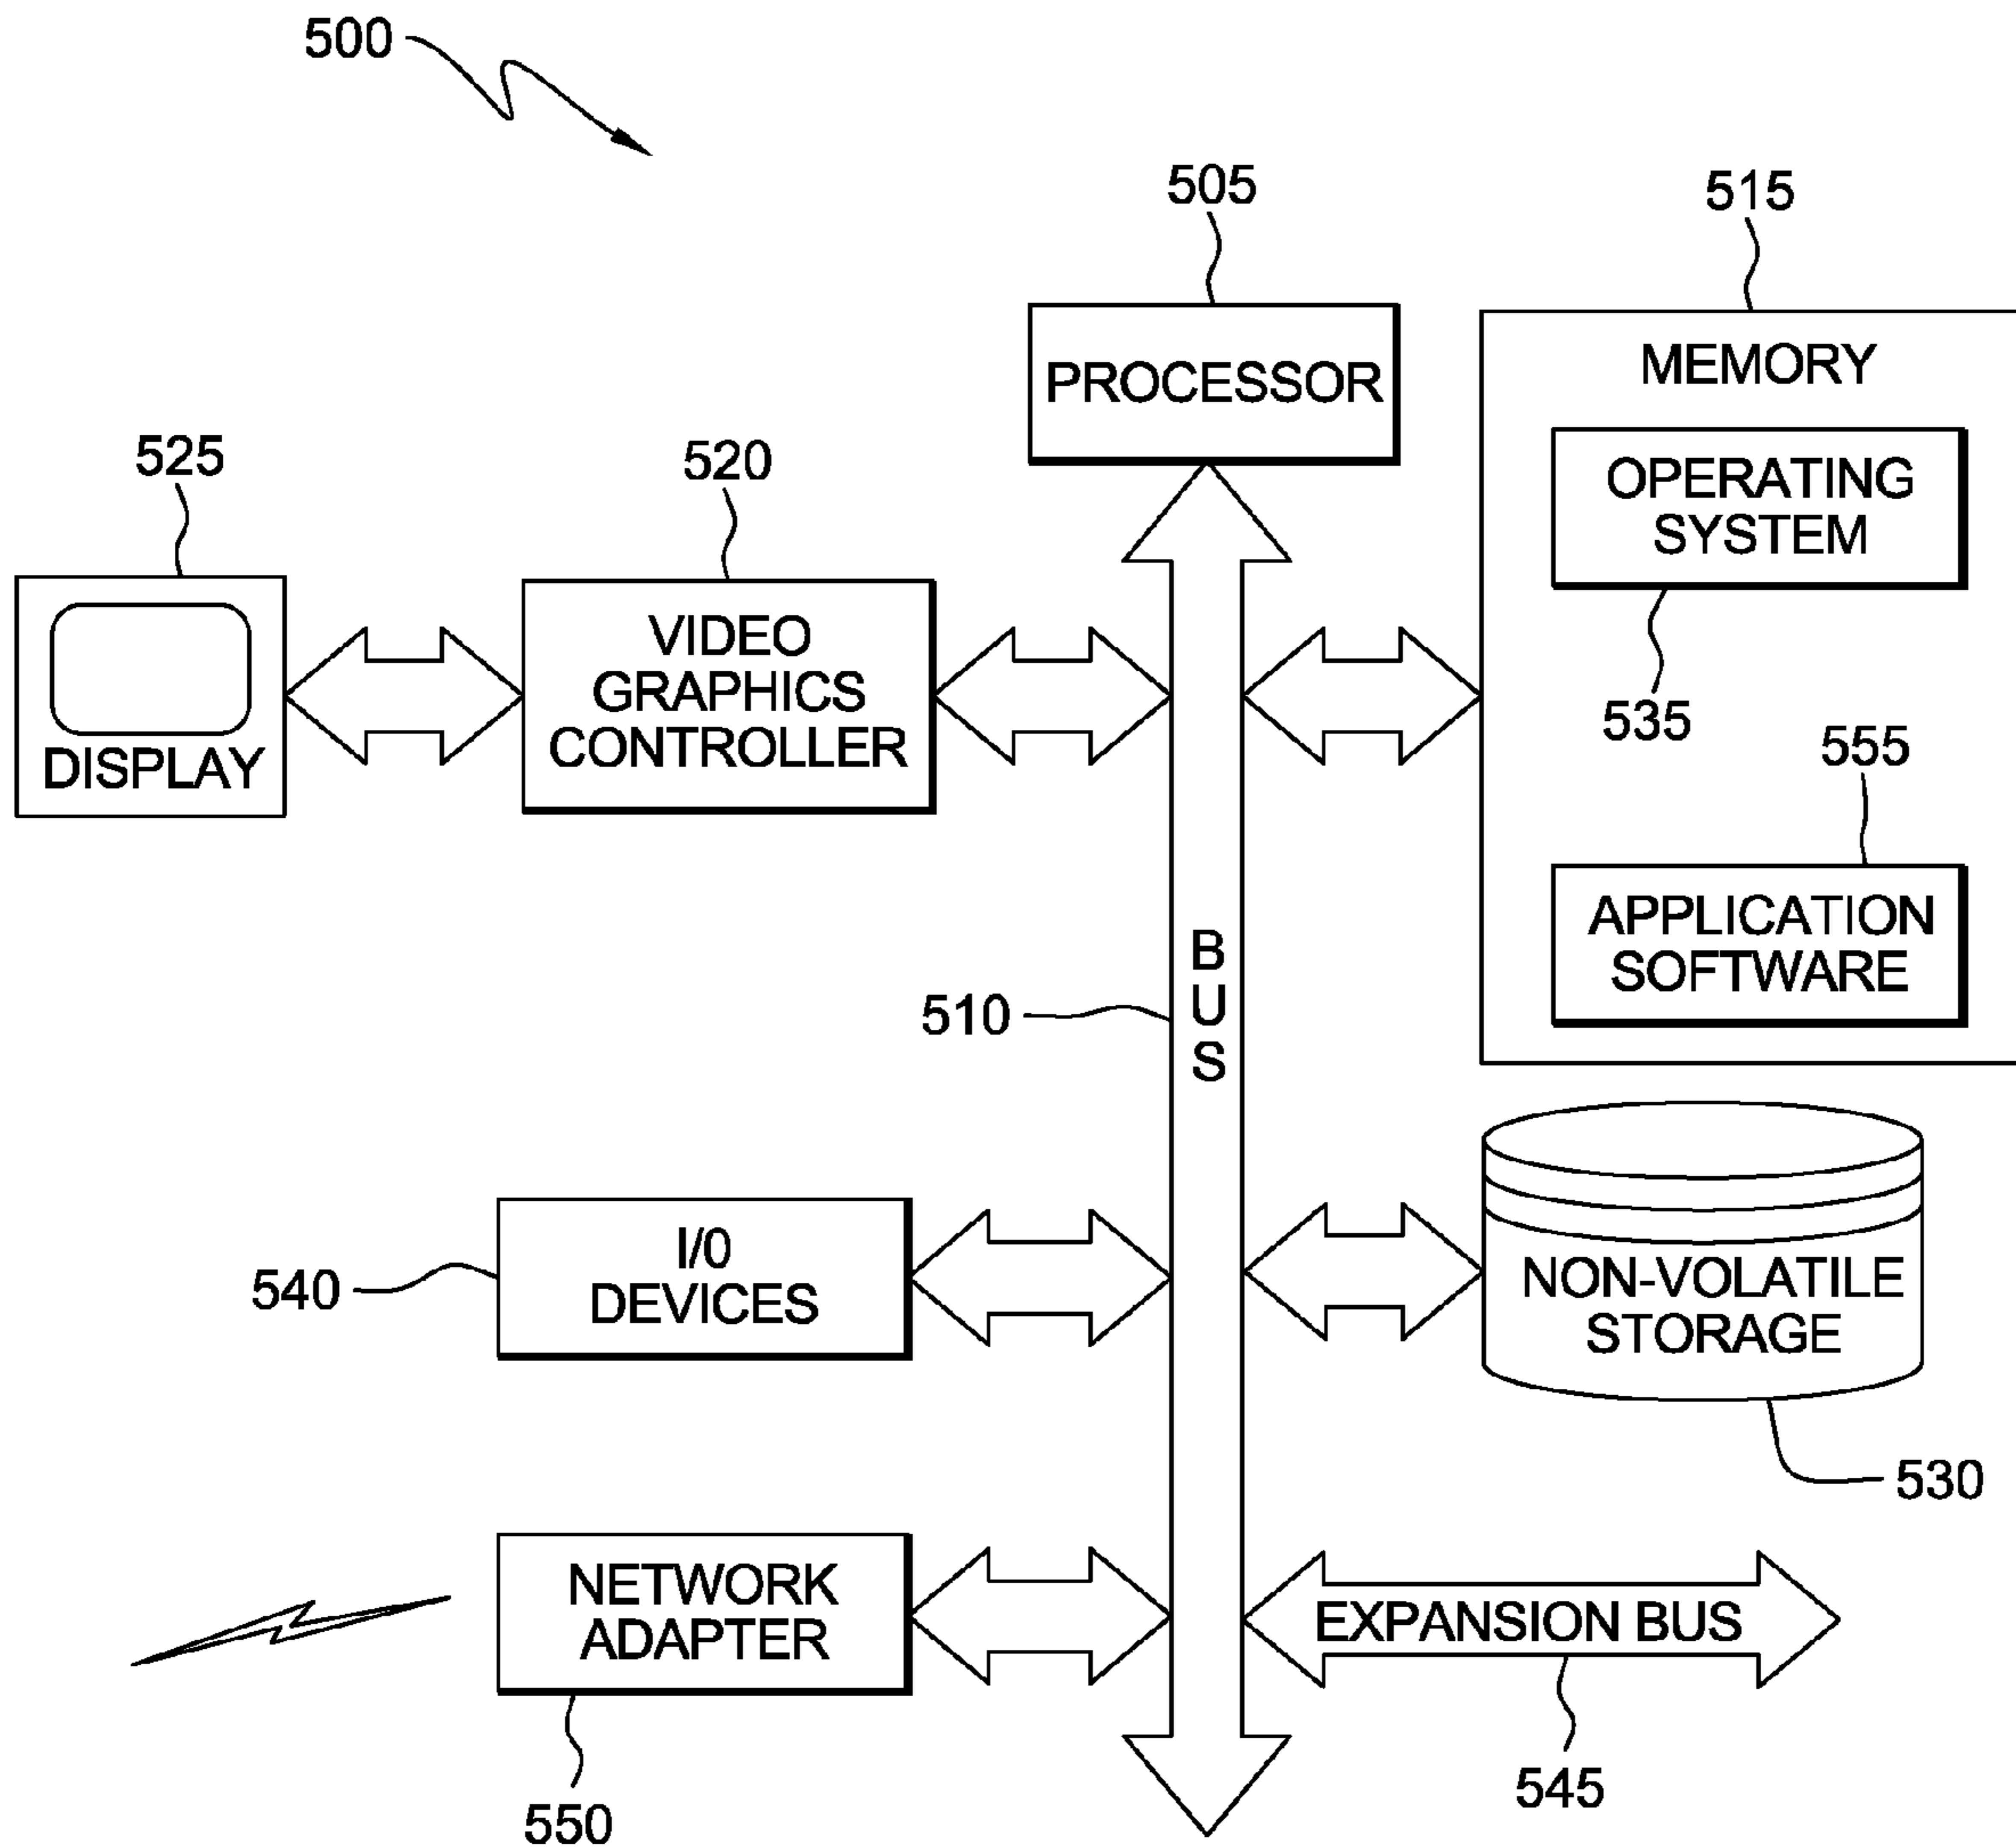 500
505
515
PROCESSOR
MEMORY
525
520
OPERATING
SYSTEM
VIDEO
GRAPHICS
CONTROLLER
DISPLAY
535
555
APPLICATION
SOFTWARE
510
BUS
I/0
DEVICES
540
NON-VOLATILE
STORAGE
530
NETWORK
ADAPTER
EXPANSION BUS
550
545